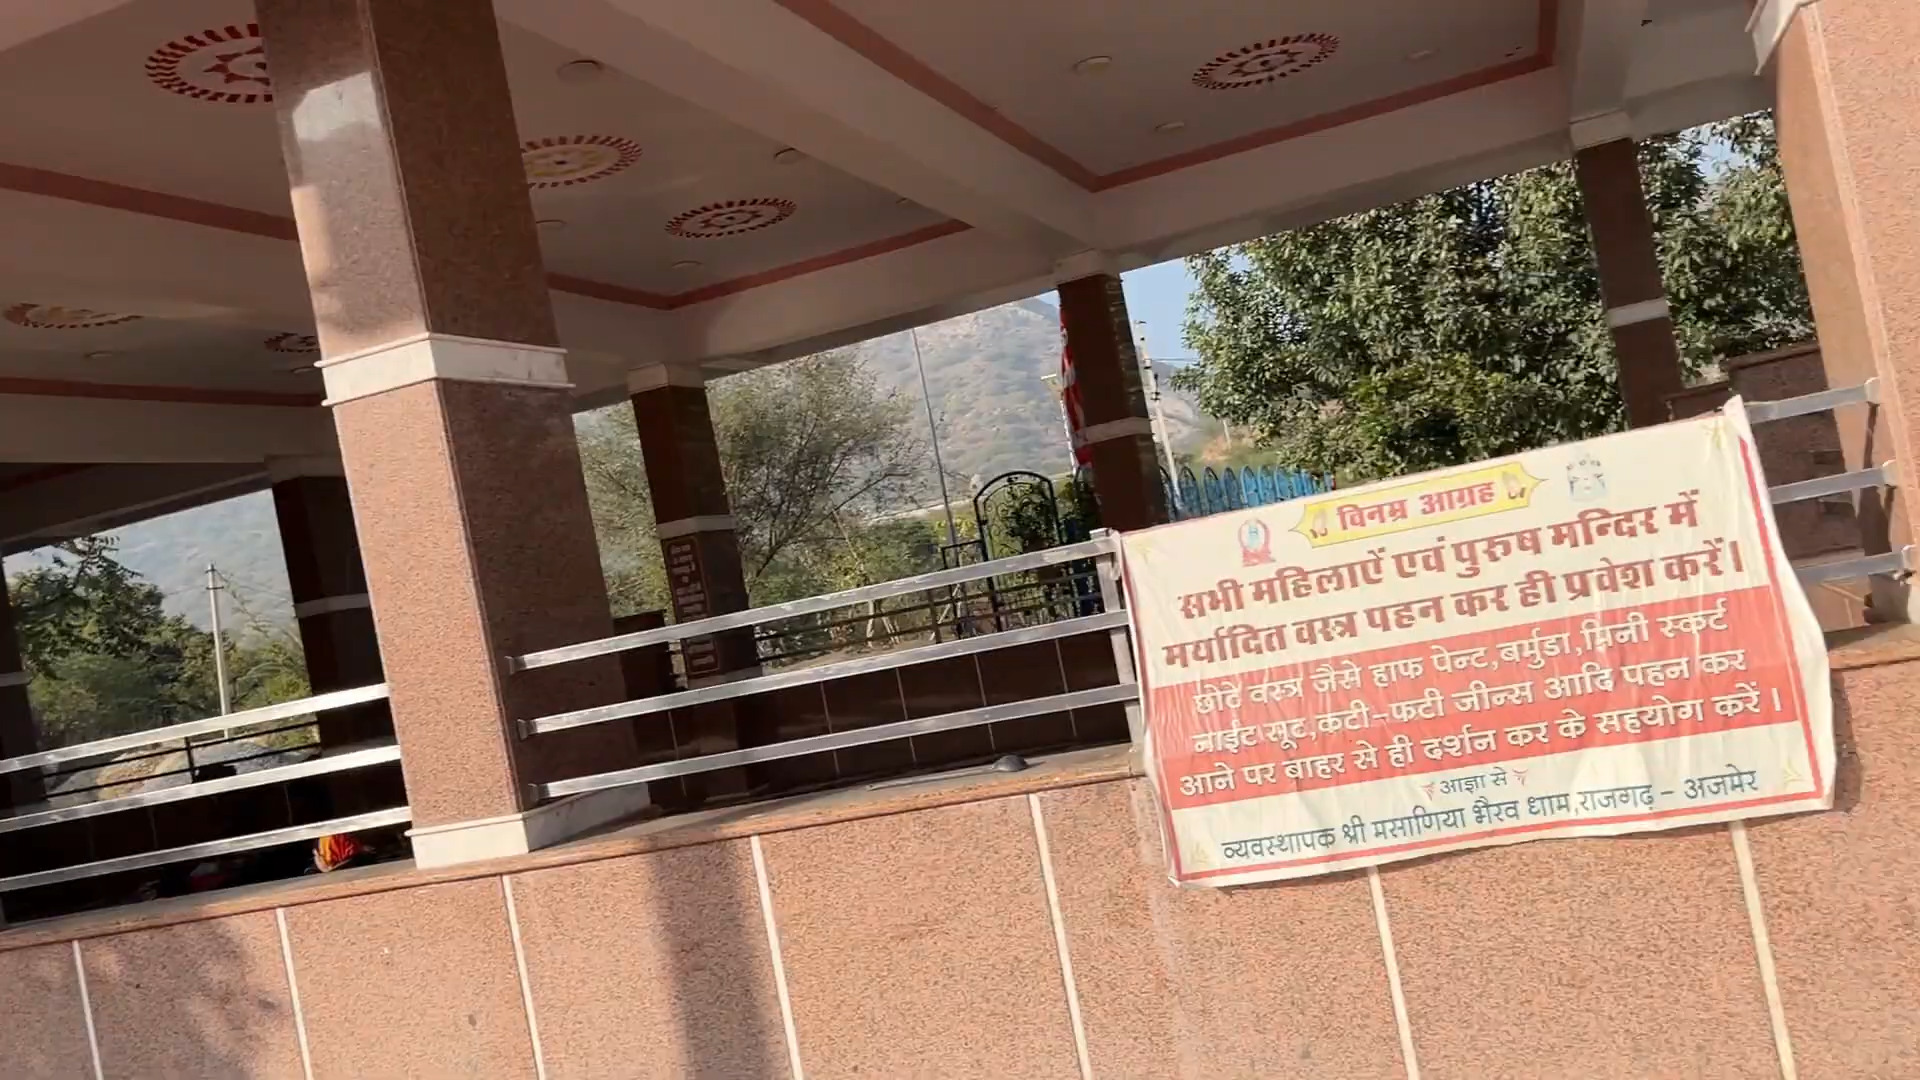 विनम्र आग्रह
सभी महिलाऐं एवं पुरुष मन्दिर में
मर्यादित वस्त्र पहन कर ही प्रवेश करें।
छोटे वस्त्र जैसे हाफ पेन्ट,बर्मुडा,मिनी स्कर्ट
नाईट सूट,कटी-फटी जीन्स आदि पहन कर
आने पर बाहर से ही दर्शन कर के सहयोग करें।
आज्ञा से
व्यवस्थापक श्री मसाणिया भैरव धाम,राजगढ़ - अजमेर